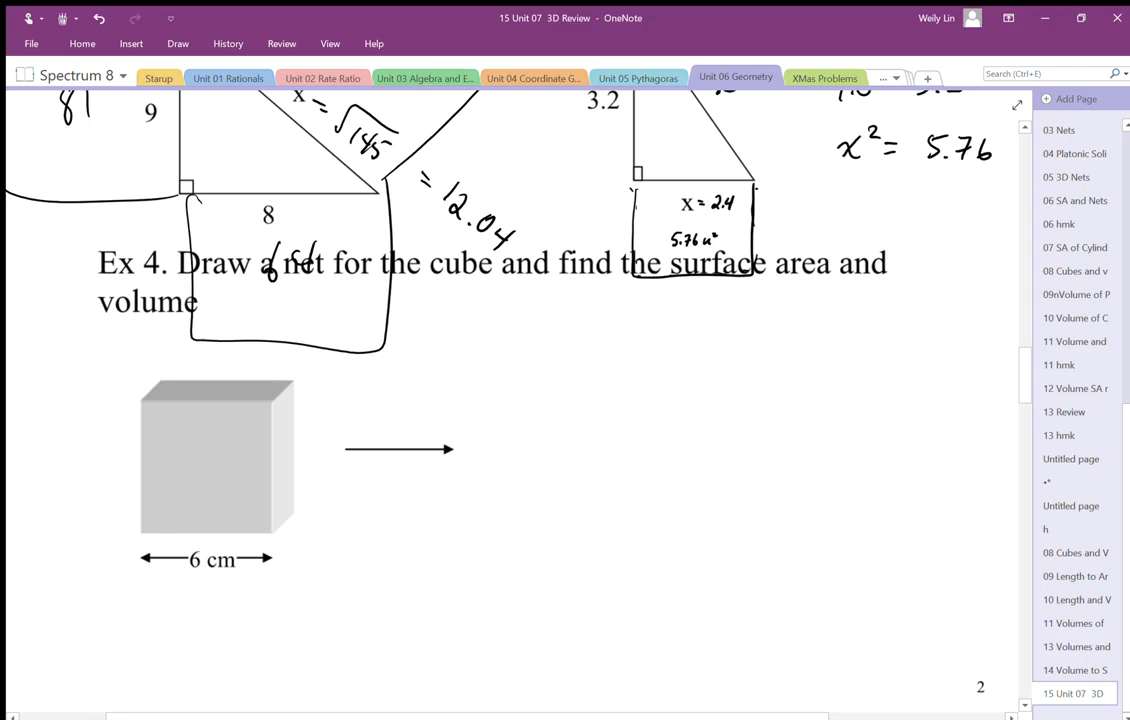 15 Unit 07 3D Review - OneNote
Weily Lin
File Home Insert Draw History Review View Help
Spectrum 8
Starup
Unit 01 Rationals
Unit 02 Rate Ratio
Unit 03 Algebra and E...
Unit 04 Coordinate G...
Unit 05 Pythagoras
Unit 06 Geometry
XMas Problems
...
Search (Ctrl+E)
81
9
x
= √145
= 12.04
8
64
3.2
x² = 5.76
x = 2.4
5.76 u²
Ex 4. Draw a net for the cube and find the surface area and
volume
6 cm
2
Add Page
03 Nets
04 Platonic Soli
05 3D Nets
06 SA and Nets
06 hmk
07 SA of Cylind
08 Cubes and v
09nVolume of P
10 Volume of C
11 Volume and
11 hmk
12 Volume SA r
13 Review
13 hmk
Untitled page
•*
Untitled page
h
08 Cubes and V
09 Length to Ar
10 Length and V
11 Volumes of
13 Volumes and
14 Volume to S
15 Unit 07 3D